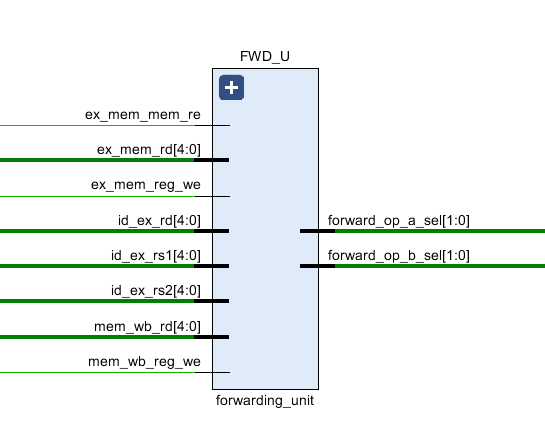 FWD_U
ex_mem_mem_re
ex_mem_rd[4:0]
ex_mem_reg_we
id_ex_rd[4:0]
id_ex_rs1[4:0]
id_ex_rs2[4:0]
mem_wb_rd[4:0]
mem_wb_reg_we
forward_op_a_sel[1:0]
forward_op_b_sel[1:0]
forwarding_unit